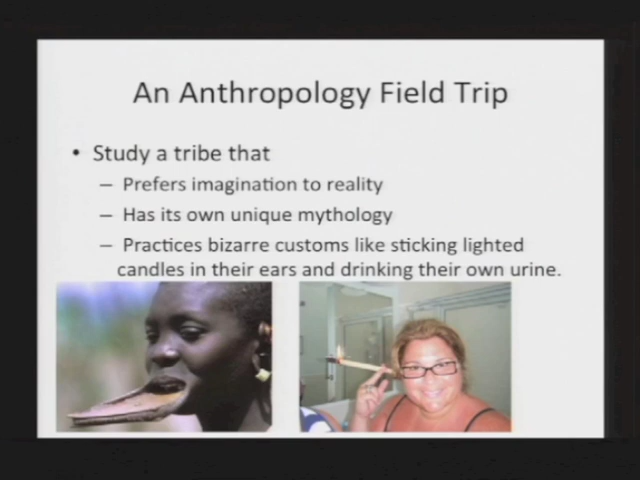 An Anthropology Field Trip
• Study a tribe that
– Prefers imagination to reality
– Has its own unique mythology
– Practices bizarre customs like sticking lighted
candles in their ears and drinking their own urine.